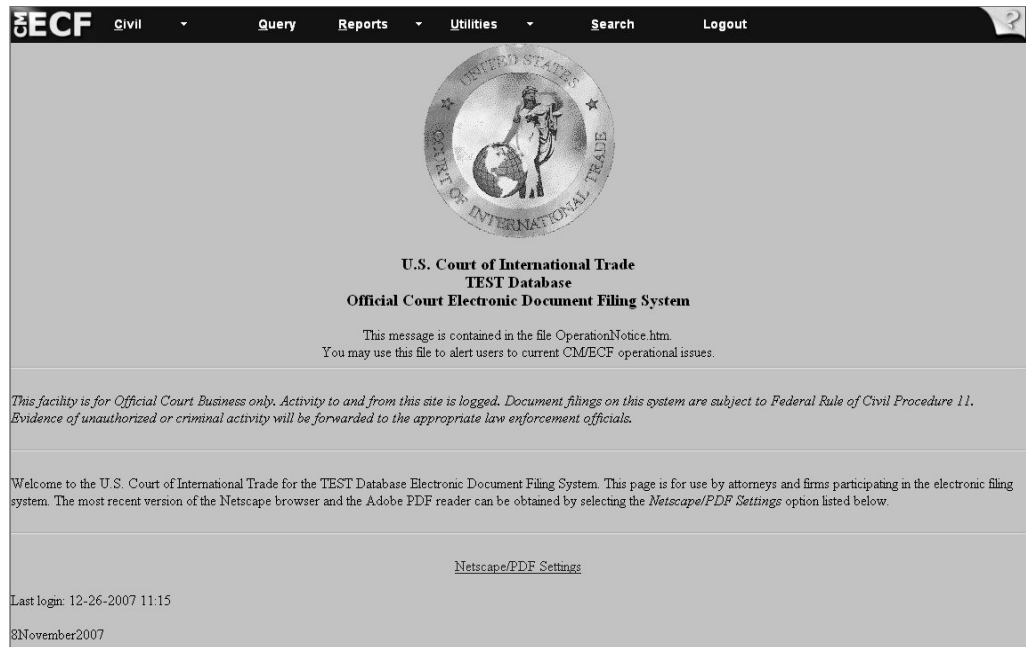 CM/ECF Civil Query Reports Utilities Search Logout ?
UNITED STATES
COURT OF INTERNATIONAL TRADE
U.S. Court of International Trade
TEST Database
Official Court Electronic Document Filing System
This message is contained in the file OperationNotice.htm.
You may use this file to alert users to current CM/ECF operational issues.
This facility is for Official Court Business only. Activity to and from this site is logged. Document filings on this system are subject to Federal Rule of Civil Procedure 11.
Evidence of unauthorized or criminal activity will be forwarded to the appropriate law enforcement officials.
Welcome to the U.S. Court of International Trade for the TEST Database Electronic Document Filing System. This page is for use by attorneys and firms participating in the electronic filing
system. The most recent version of the Netscape browser and the Adobe PDF reader can be obtained by selecting the Netscape/PDF Settings option listed below.
Netscape/PDF Settings
Last login: 12-26-2007 11:15
8November2007